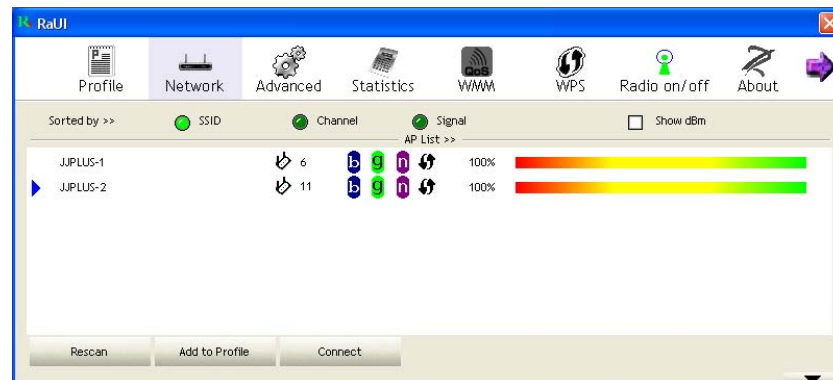 RaUI
Profile Network Advanced Statistics QoS WMM WPS Radio on/off About
Sorted by >> SSID Channel Signal Show dBm
AP List >>
JJPLUS-1 6 b g n 100%
JJPLUS-2 11 b g n 100%
Rescan Add to Profile Connect